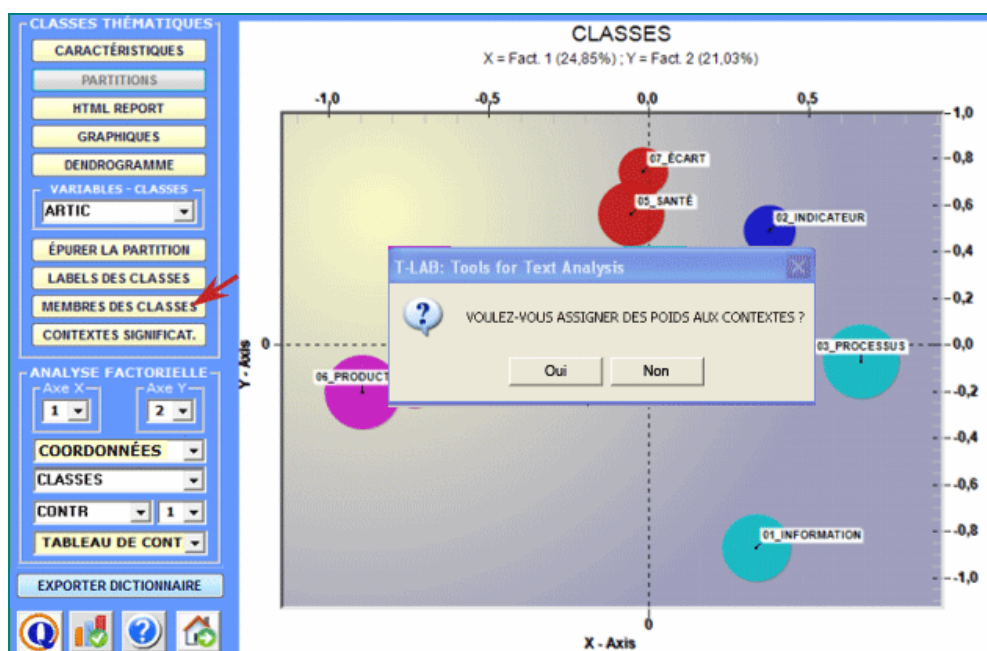 CLASSES THÉMATIQUES
CARACTÉRISTIQUES
PARTITIONS
HTML REPORT
GRAPHIQUES
DENDROGRAMME
VARIABLES - CLASSES
ARTIC
ÉPURER LA PARTITION
LABELS DES CLASSES
MEMBRES DES CLASSES
CONTEXTES SIGNIFICAT.
ANALYSE FACTORIELLE
Axe X Axe Y
1 2
COORDONNÉES
CLASSES
CONTR 1
TABLEAU DE CONT
EXPORTER DICTIONNAIRE
Q ?
CLASSES
X = Fact. 1 (24,85%) ; Y = Fact. 2 (21,03%)
-1,0 -0,5 0,0 0,5
1,0
0,8
07_ÉCART
0,6
05_SANTÉ
02_INDICATEUR
0,4
T-LAB: Tools for Text Analysis
0,2
? VOULEZ-VOUS ASSIGNER DES POIDS AUX CONTEXTES ?
Oui Non
0 0,0
03_PROCESSUS
Y - Axis
06_PRODUCT
-0,2
-0,4
-0,6
-0,8
01_INFORMATION
-1,0
0
X - Axis